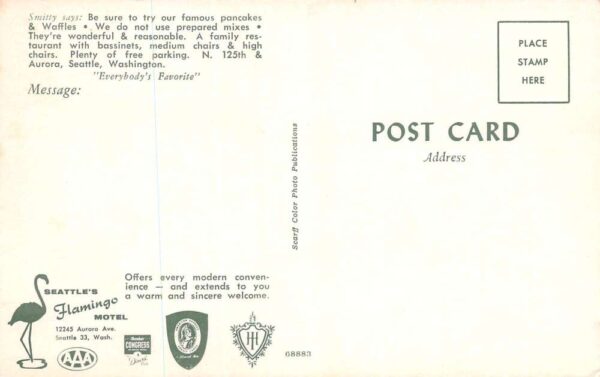 Smitty says: Be sure to try our famous pancakes
& Waffles • We do not use prepared mixes •
They're wonderful & reasonable. A family res-
taurant with bassinets, medium chairs & high
chairs. Plenty of free parking. N. 125th &
Aurora, Seattle, Washington.
"Everybody's Favorite"
Message:
PLACE
STAMP
HERE
POST CARD
Address
Scarff Color Photo Publications
Offers every modern conven-
ience — and extends to you
a warm and sincere welcome.
SEATTLE'S
Flamingo
MOTEL
12245 Aurora Ave.
Seattle 33, Wash.
AAA
Member
CONGRESS
HI
68883